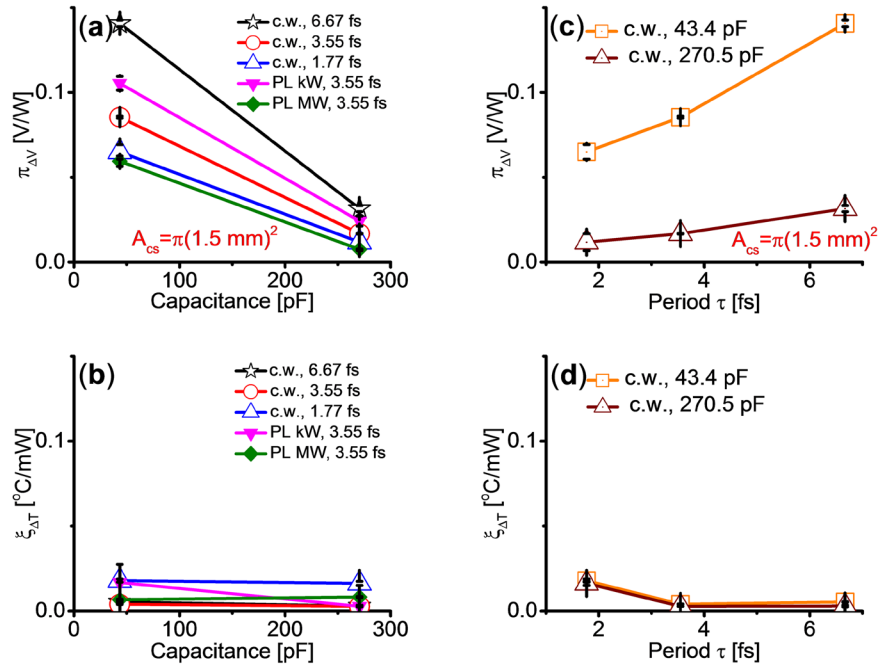 (a)
c.w., 6.67 fs
c.w., 3.55 fs
c.w., 1.77 fs
PL kW, 3.55 fs
PL MW, 3.55 fs
π_ΔV [V/W]
0.1
0.0
A_cs=π(1.5 mm)²
0 100 200 300
Capacitance [pF]
(c)
c.w., 43.4 pF
c.w., 270.5 pF
π_ΔV [V/W]
0.1
0.0
A_cs=π(1.5 mm)²
2 4 6
Period τ [fs]
(b)
c.w., 6.67 fs
c.w., 3.55 fs
c.w., 1.77 fs
PL kW, 3.55 fs
PL MW, 3.55 fs
ξ_ΔT [°C/mW]
0.1
0.0
0 100 200 300
Capacitance [pF]
(d)
c.w., 43.4 pF
c.w., 270.5 pF
ξ_ΔT [°C/mW]
0.1
0.0
2 4 6
Period τ [fs]